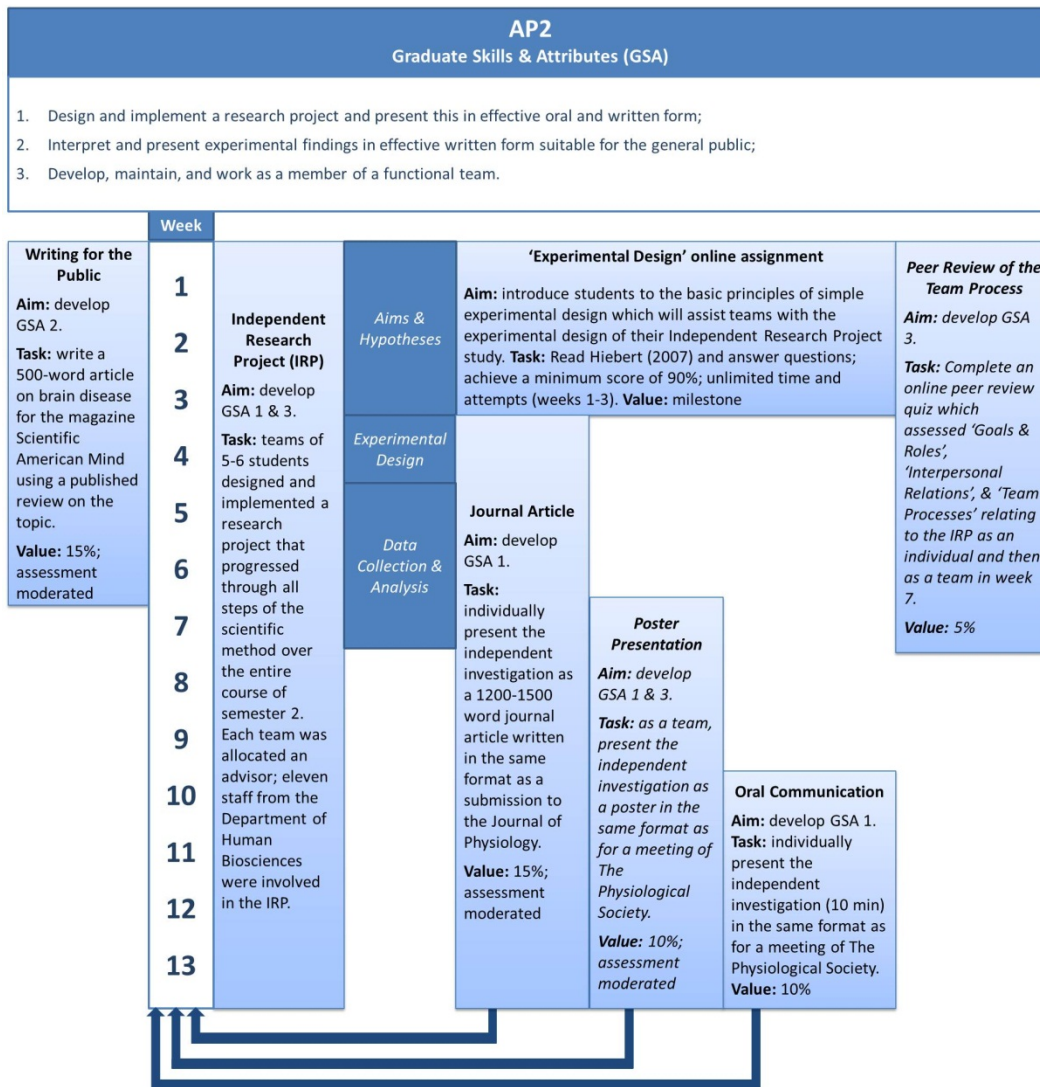 AP2
Graduate Skills & Attributes (GSA)
1. Design and implement a research project and present this in effective oral and written form;
2. Interpret and present experimental findings in effective written form suitable for the general public;
3. Develop, maintain, and work as a member of a functional team.
Week
Writing for the
Public
Aim: develop
GSA 2.
Task: write a
500-word article
on brain disease
for the magazine
Scientific
American Mind
using a published
review on the
topic.
Value: 15%;
assessment
moderated
1
2
3
4
5
6
7
8
9
10
11
12
13
Independent
Research
Project (IRP)
Aim: develop
GSA 1 & 3.
Task: teams of
5-6 students
designed and
implemented a
research
project that
progressed
through all
steps of the
scientific
method over
the entire
course of
semester 2.
Each team was
allocated an
advisor; eleven
staff from the
Department of
Human
Biosciences
were involved
in the IRP.
Aims &
Hypotheses
Experimental
Design
Data
Collection &
Analysis
‘Experimental Design’ online assignment
Aim: introduce students to the basic principles of simple
experimental design which will assist teams with the
experimental design of their Independent Research Project
study. Task: Read Hiebert (2007) and answer questions;
achieve a minimum score of 90%; unlimited time and
attempts (weeks 1-3). Value: milestone
Journal Article
Aim: develop
GSA 1.
Task:
individually
present the
independent
investigation as
a 1200-1500
word journal
article written
in the same
format as a
submission to
the Journal of
Physiology.
Value: 15%;
assessment
moderated
Poster
Presentation
Aim: develop
GSA 1 & 3.
Task: as a team,
present the
independent
investigation as
a poster in the
same format as
for a meeting of
The
Physiological
Society.
Value: 10%;
assessment
moderated
Oral Communication
Aim: develop GSA 1.
Task: individually
present the
independent
investigation (10 min)
in the same format as
for a meeting of The
Physiological Society.
Value: 10%
Peer Review of the
Team Process
Aim: develop GSA
3.
Task: Complete an
online peer review
quiz which
assessed ‘Goals &
Roles’,
‘Interpersonal
Relations’, & ‘Team
Processes’ relating
to the IRP as an
individual and then
as a team in week
7.
Value: 5%